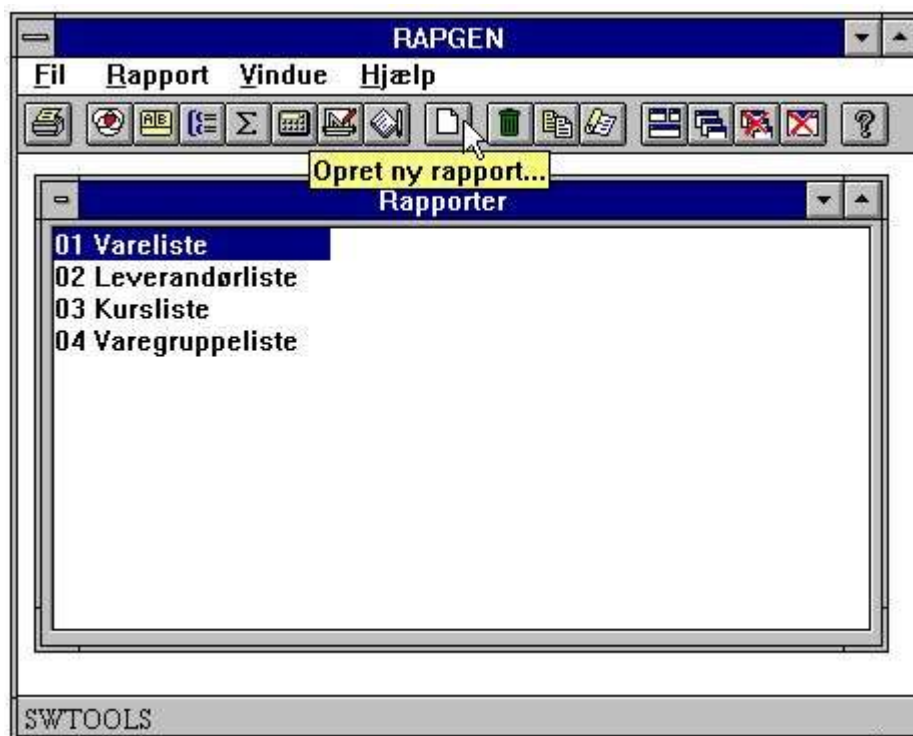 RAPGEN
Fil Rapport Vindue Hjælp
Opret ny rapport...
Rapporter
01 Vareliste
02 Leverandørliste
03 Kursliste
04 Varegruppeliste
SWTOOLS